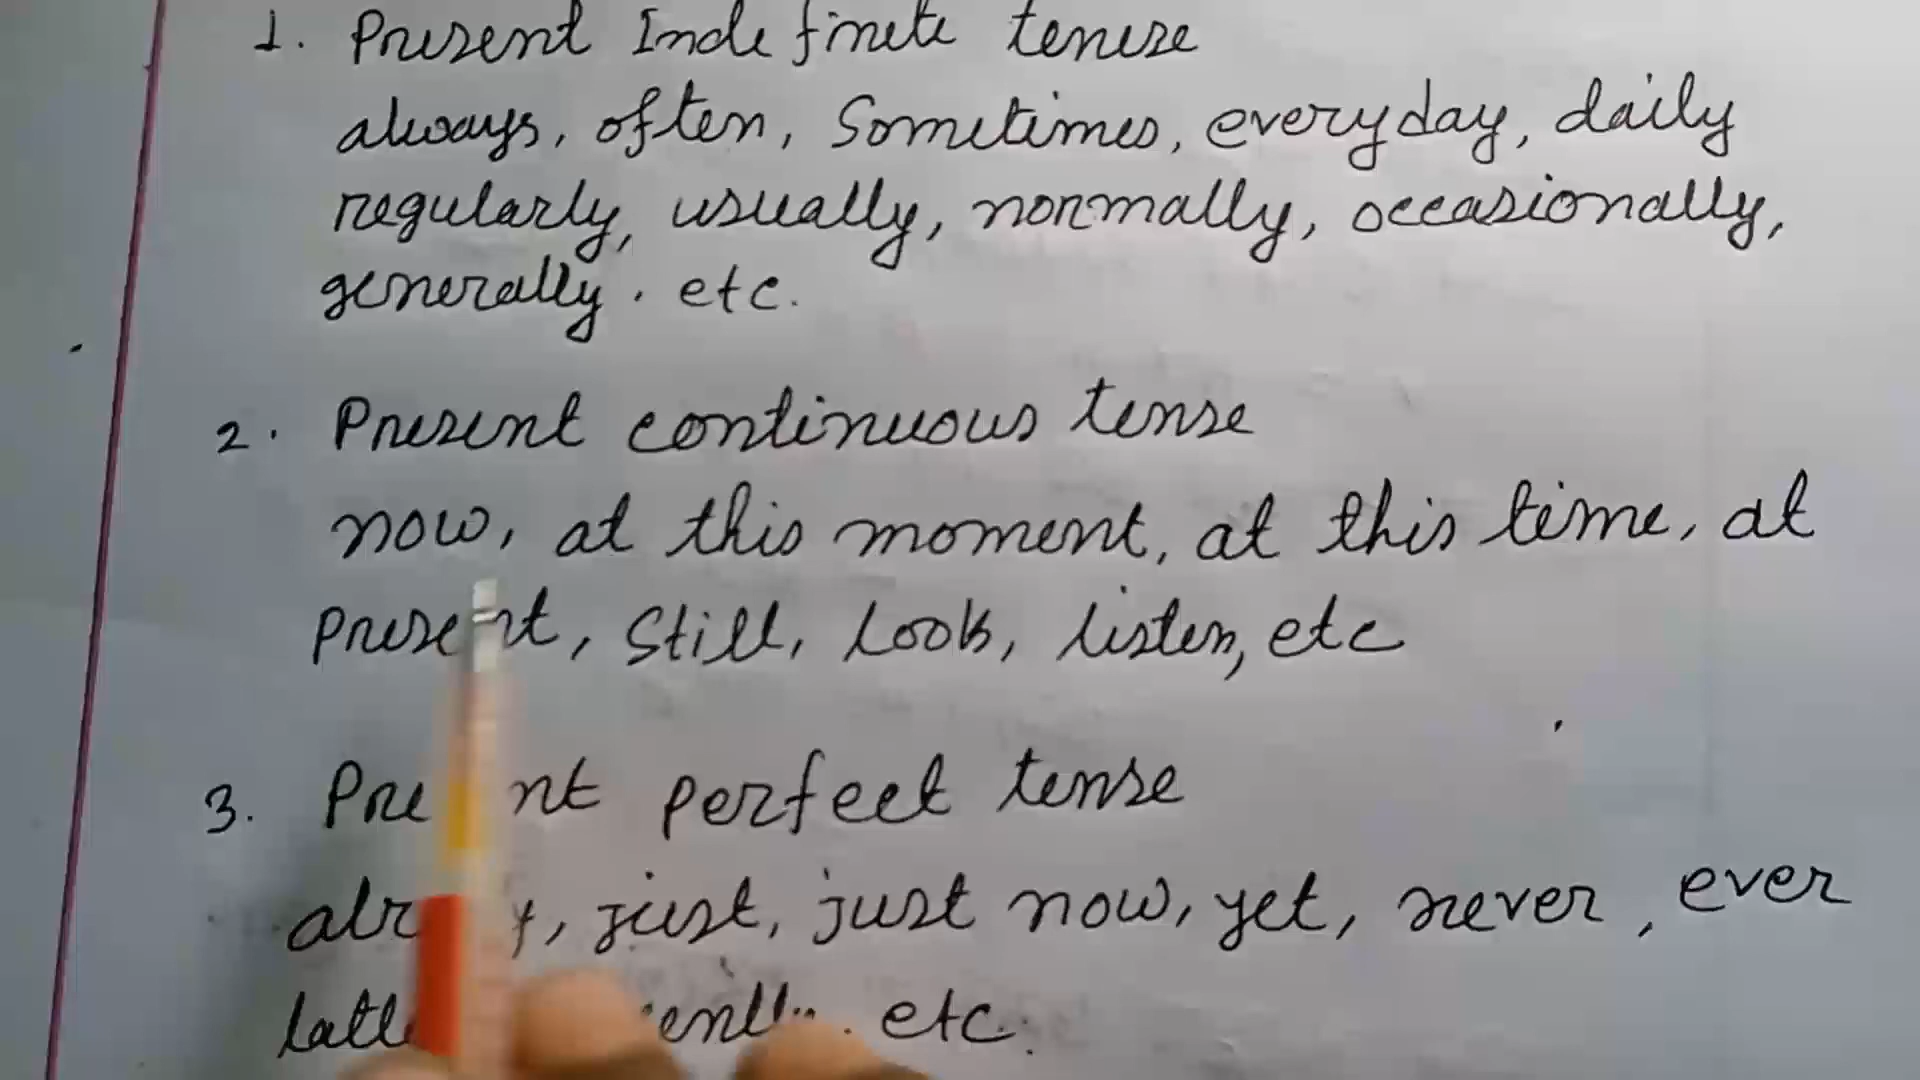 1. Present Indefinite tense
always, often, Sometimes, everyday, daily
regularly, usually, normally, occasionally,
generally. etc.
2. Present continuous tense
now, at this moment, at this time, at
Present, Still, Look, listen, etc
3. Present perfect tense
just, just now, yet, never, ever
etc.